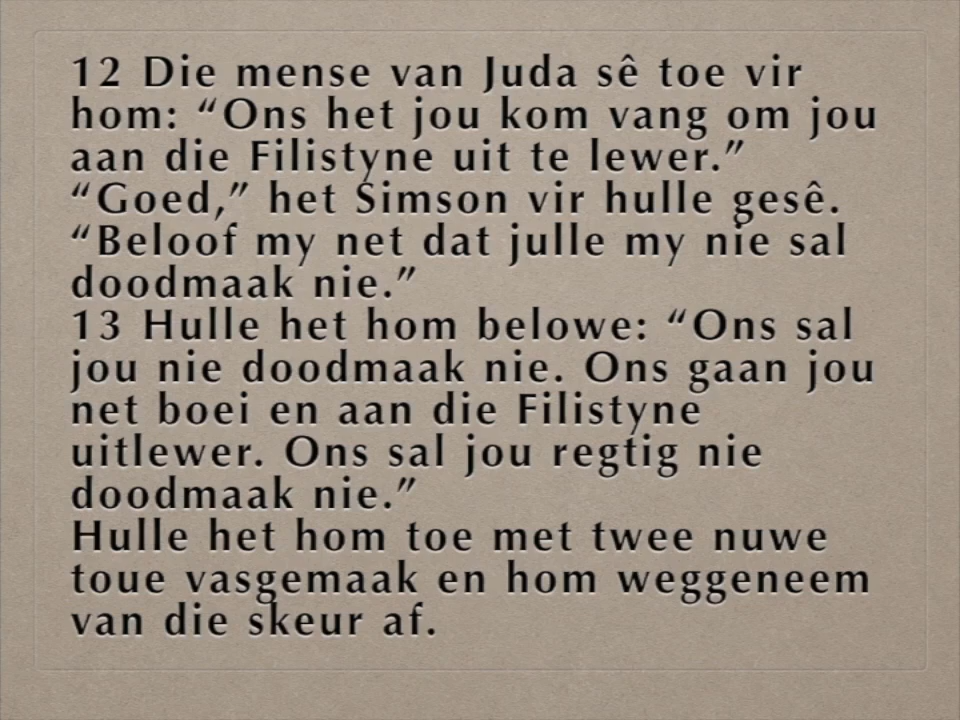 12 Die mense van Juda sê toe vir
hom: “Ons het jou kom vang om jou
aan die Filistyne uit te lewer.”
“Goed,” het Simson vir hulle gesê.
“Beloof my net dat julle my nie sal
doodmaak nie.”
13 Hulle het hom belowe: “Ons sal
jou nie doodmaak nie. Ons gaan jou
net boei en aan die Filistyne
uitlewer. Ons sal jou regtig nie
doodmaak nie.”
Hulle het hom toe met twee nuwe
toue vasgemaak en hom weggeneem
van die skeur af.